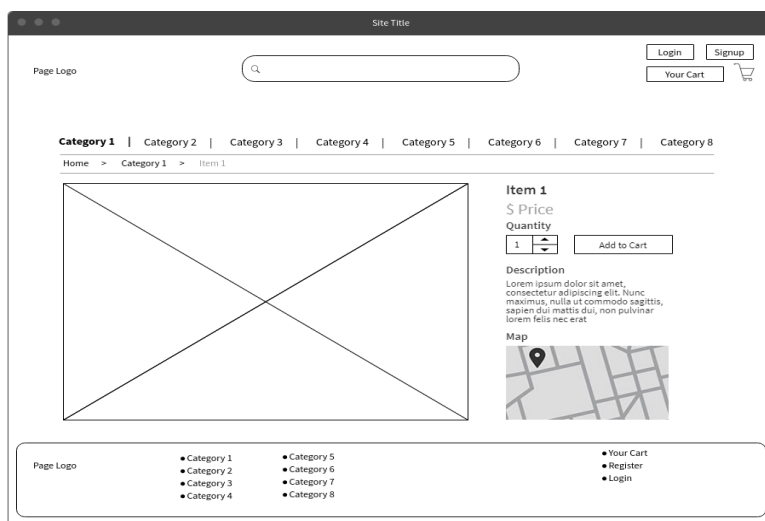 Site Title
Login
Signup
Page Logo
Your Cart
Category 1 | Category 2 | Category 3 | Category 4 | Category 5 | Category 6 | Category 7 | Category 8
Home > Category 1 > Item 1
Item 1
$ Price
Quantity
1
Add to Cart
Description
Lorem ipsum dolor sit amet,
consectetur adipiscing elit. Nunc
maximus, nulla ut commodo sagittis,
sapien dui mattis dui, non pulvinar
lorem felis nec erat
Map
Page Logo
● Category 1
● Category 2
● Category 3
● Category 4
● Category 5
● Category 6
● Category 7
● Category 8
● Your Cart
● Register
● Login